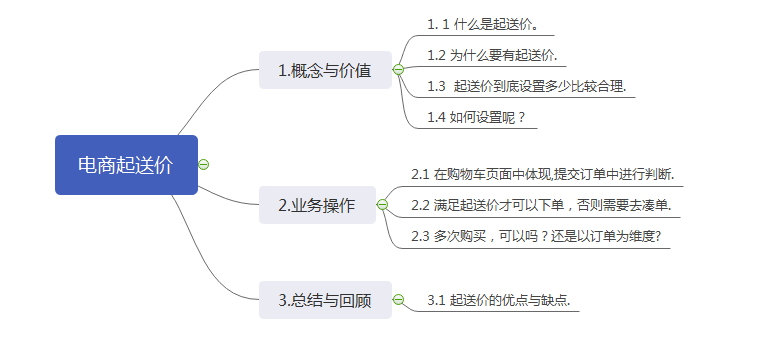 电商起送价
1.概念与价值
1. 1 什么是起送价。
1.2 为什么要有起送价.
1.3  起送价到底设置多少比较合理.
1.4 如何设置呢？
2.业务操作
2.1 在购物车页面中体现,提交订单中进行判断.
2.2 满足起送价才可以下单，否则需要去凑单.
2.3 多次购买，可以吗？还是以订单为维度?
3.总结与回顾
3.1 起送价的优点与缺点.